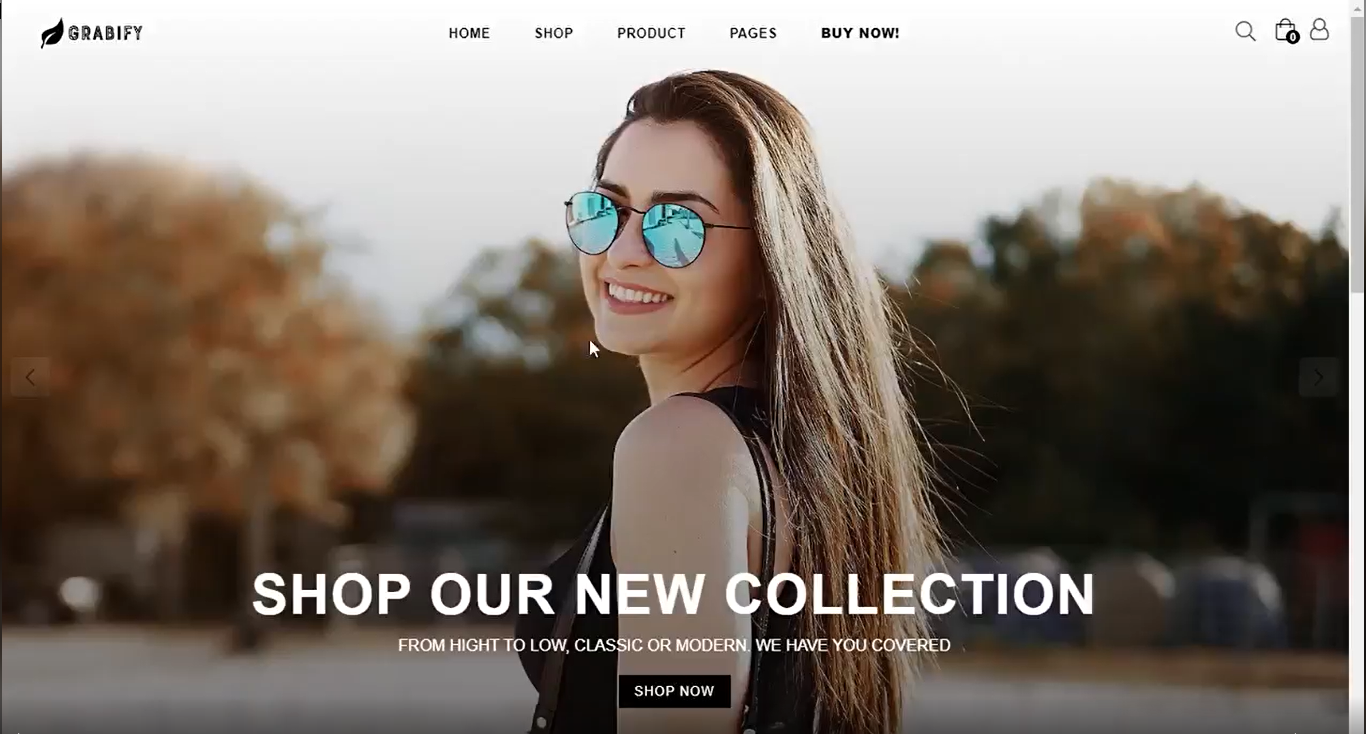 GRABIFY
HOME SHOP PRODUCT PAGES BUY NOW!
0
SHOP OUR NEW COLLECTION
FROM HIGHT TO LOW, CLASSIC OR MODERN. WE HAVE YOU COVERED
SHOP NOW